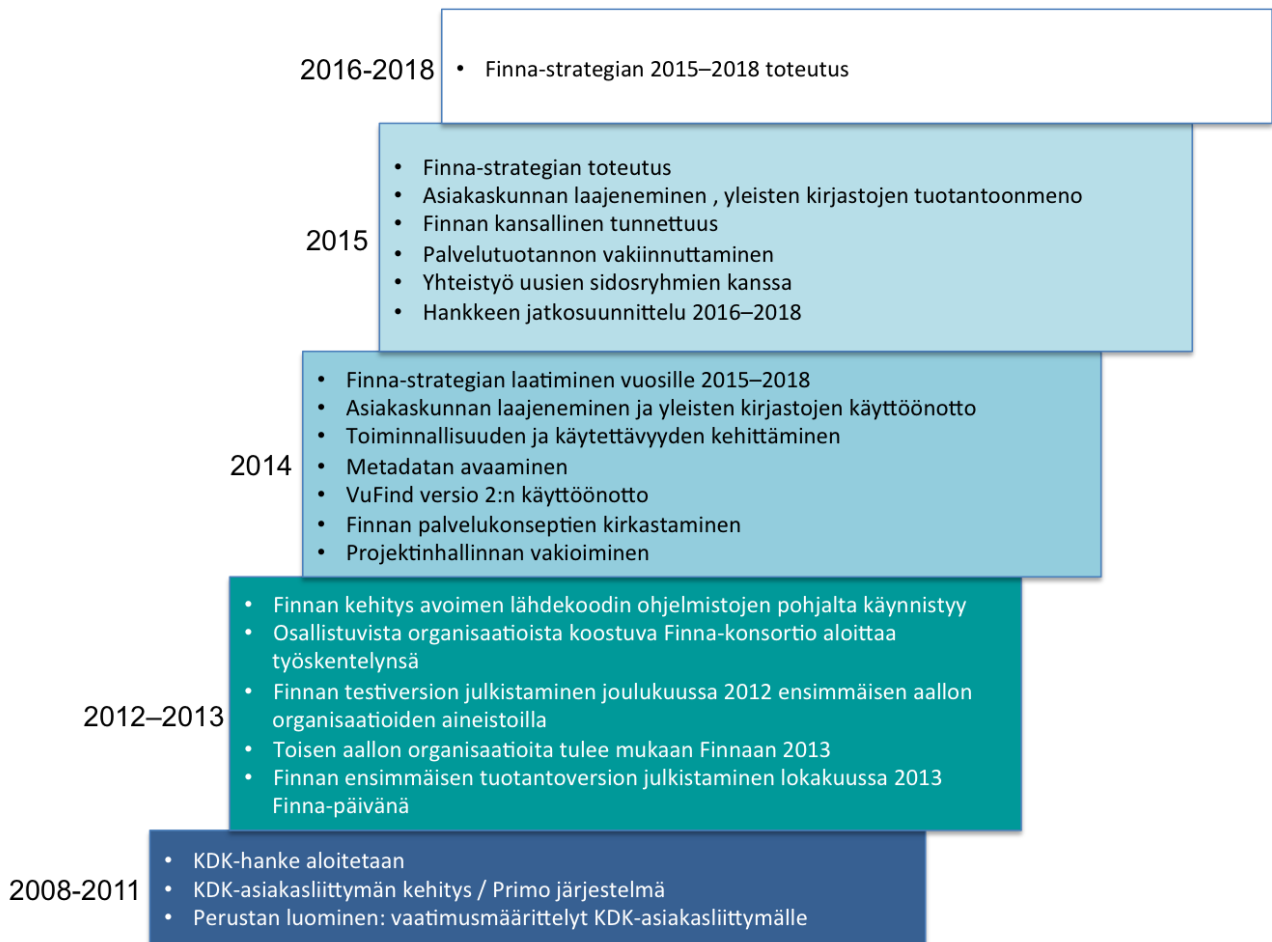 2016-2018
• Finna-strategian 2015–2018 toteutus
2015
• Finna-strategian toteutus
• Asiakaskunnan laajeneminen , yleisten kirjastojen tuotantoonmeno
• Finnan kansallinen tunnettuus
• Palvelutuotannon vakiinnuttaminen
• Yhteistyö uusien sidosryhmien kanssa
• Hankkeen jatkosuunnittelu 2016–2018
2014
• Finna-strategian laatiminen vuosille 2015–2018
• Asiakaskunnan laajeneminen ja yleisten kirjastojen käyttöönotto
• Toiminnallisuuden ja käytettävyyden kehittäminen
• Metadatan avaaminen
• VuFind versio 2:n käyttöönotto
• Finnan palvelukonseptien kirkastaminen
• Projektinhallinnan vakioiminen
2012–2013
• Finnan kehitys avoimen lähdekoodin ohjelmistojen pohjalta käynnistyy
• Osallistuvista organisaatioista koostuva Finna-konsortio aloittaa
työskentelynsä
• Finnan testiversion julkistaminen joulukuussa 2012 ensimmäisen aallon
organisaatioiden aineistoilla
• Toisen aallon organisaatioita tulee mukaan Finnaan 2013
• Finnan ensimmäisen tuotantoversion julkistaminen lokakuussa 2013
Finna-päivänä
2008-2011
• KDK-hanke aloitetaan
• KDK-asiakasliittymän kehitys / Primo järjestelmä
• Perustan luominen: vaatimusmäärittelyt KDK-asiakasliittymälle